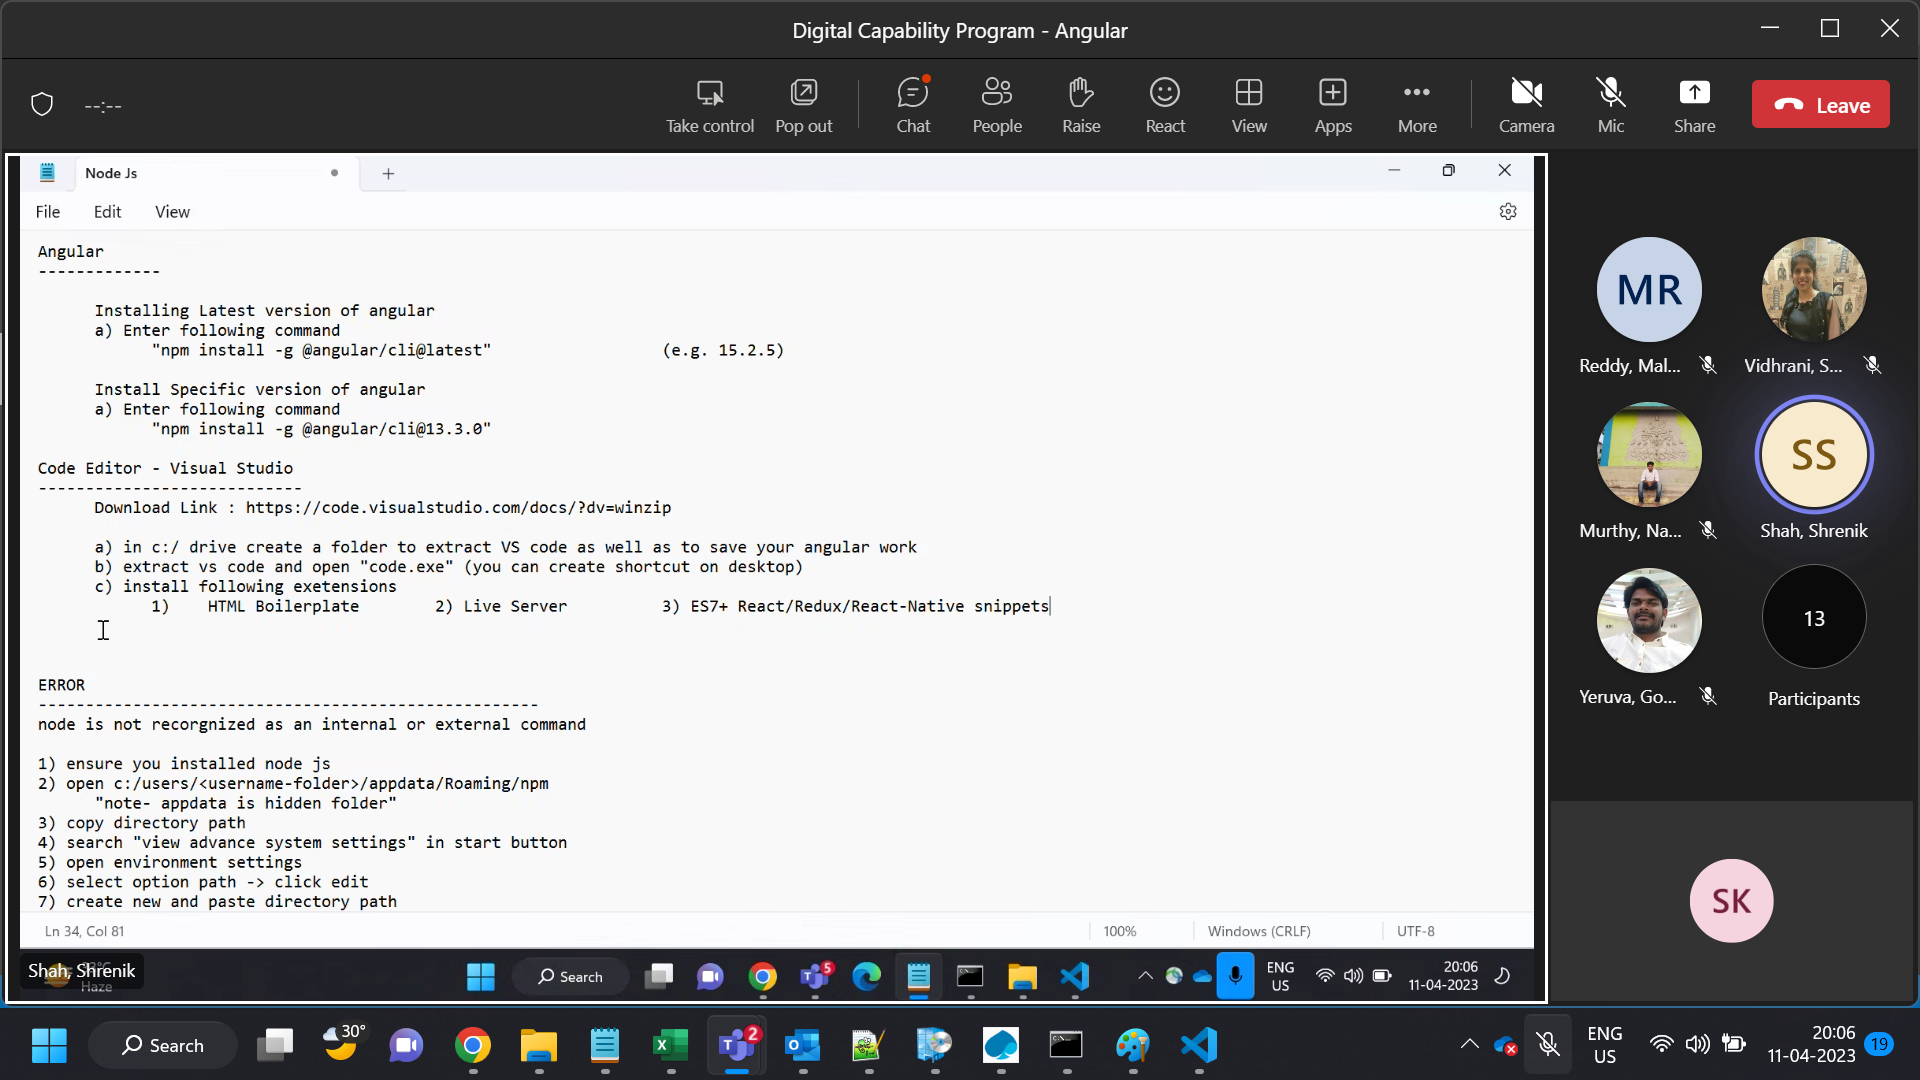 Digital Capability Program - Angular
--:--
Take control
Pop out
Chat
People
Raise
React
View
Apps
More
Camera
Mic
Share
Leave
Node Js
File
Edit
View
Angular
-------------
Installing Latest version of angular
a) Enter following command
"npm install -g @angular/cli@latest" (e.g. 15.2.5)
Install Specific version of angular
a) Enter following command
"npm install -g @angular/cli@13.3.0"
Code Editor - Visual Studio
----------------------------
Download Link : https://code.visualstudio.com/docs/?dv=winzip
a) in c:/ drive create a folder to extract VS code as well as to save your angular work
b) extract vs code and open "code.exe" (you can create shortcut on desktop)
c) install following exetensions
1) HTML Boilerplate 2) Live Server 3) ES7+ React/Redux/React-Native snippets
ERROR
-----------------------------------------------------
node is not recorgnized as an internal or external command
1) ensure you installed node js
2) open c:/users/<username-folder>/appdata/Roaming/npm
"note- appdata is hidden folder"
3) copy directory path
4) search "view advance system settings" in start button
5) open environment settings
6) select option path -> click edit
7) create new and paste directory path
Ln 34, Col 81
100%
Windows (CRLF)
UTF-8
Shah, Shrenik
Haze
Search
5
ENG
US
20:06
11-04-2023
MR
Reddy, Mal...
Vidhrani, S...
Murthy, Na...
SS
Shah, Shrenik
Yeruva, Go...
13
Participants
SK
Search
30°
2
ENG
US
20:06
11-04-2023
19